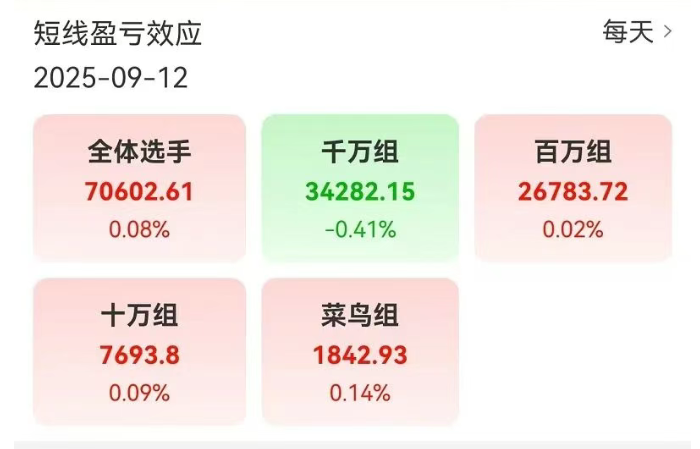 短线盈亏效应
每天 >
2025-09-12
全体选手
70602.61
0.08%
千万组
34282.15
-0.41%
百万组
26783.72
0.02%
十万组
7693.8
0.09%
菜鸟组
1842.93
0.14%